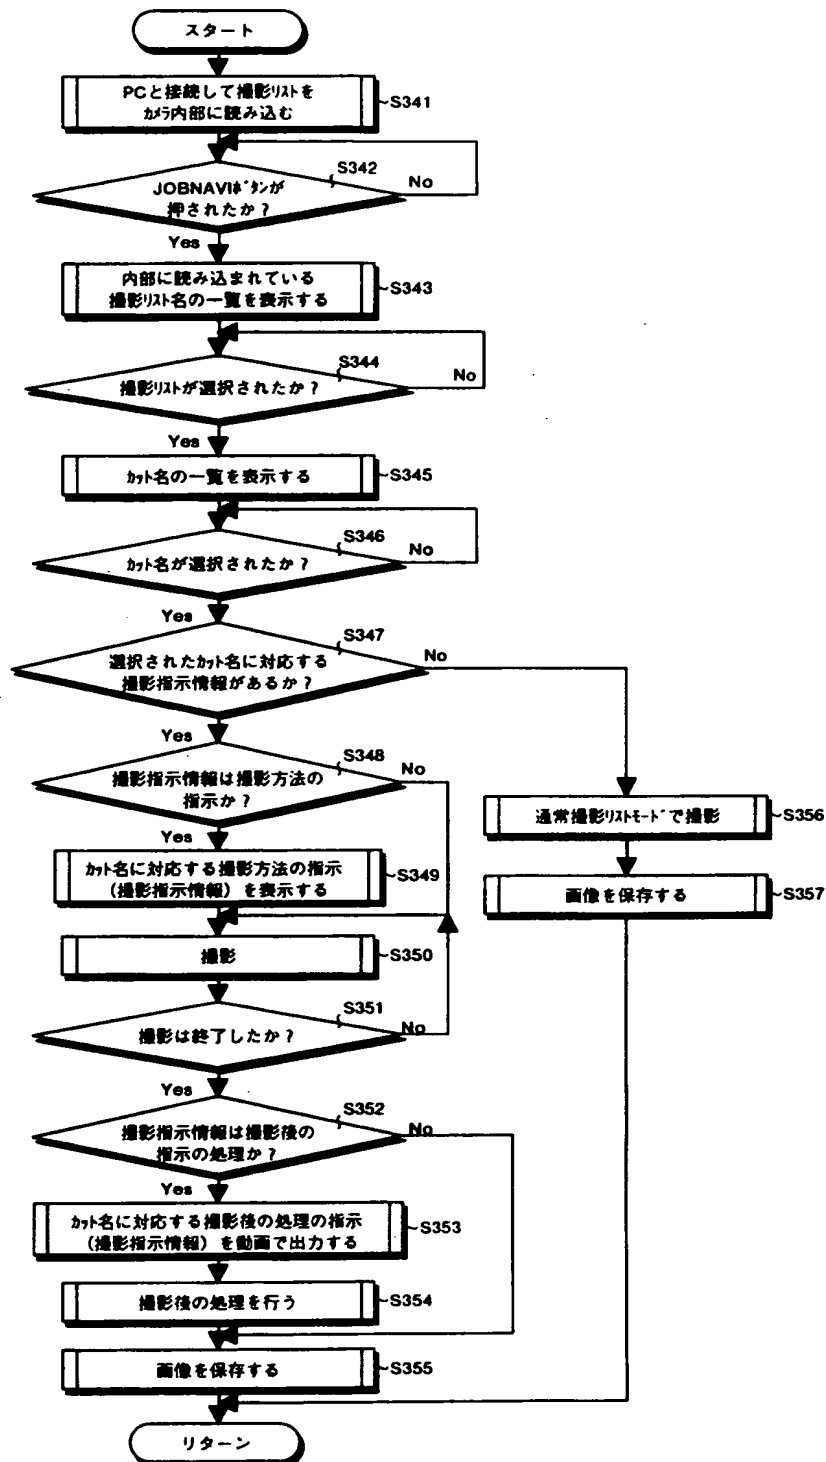 スタート
PCと接続して撮影ﾘｽﾄを
ｶﾒﾗ内部に読み込む
S341
S342
JOBNAVIﾎﾞﾀﾝが
押されたか？
No
Yes
内部に読み込まれている
撮影ﾘｽﾄ名の一覧を表示する
S343
S344
撮影ﾘｽﾄが選択されたか？
No
Yes
ｶｯﾄ名の一覧を表示する
S345
S346
ｶｯﾄ名が選択されたか？
No
Yes
S347
選択されたｶｯﾄ名に対応する
撮影指示情報があるか？
No
Yes
S348
撮影指示情報は撮影方法の
指示か？
No
Yes
通常撮影ﾘｽﾄﾓｰﾄﾞで撮影
S356
ｶｯﾄ名に対応する撮影方法の指示
（撮影指示情報）を表示する
S349
画像を保存する
S357
撮影
S350
S351
撮影は終了したか？
No
Yes
S352
撮影指示情報は撮影後の
指示の処理か？
No
Yes
ｶｯﾄ名に対応する撮影後の処理の指示
（撮影指示情報）を動画で出力する
S353
撮影後の処理を行う
S354
画像を保存する
S355
リターン